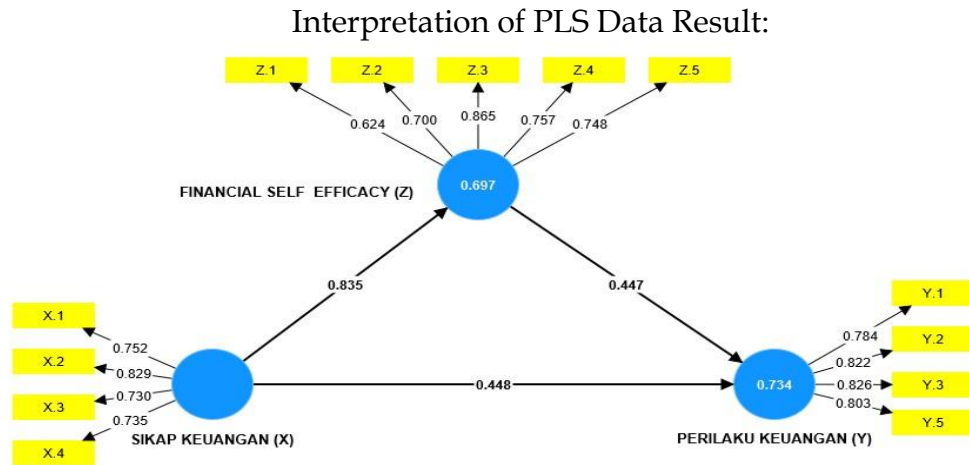 Interpretation of PLS Data Result:
Z.1 Z.2 Z.3 Z.4 Z.5
0.624 0.700 0.865 0.757 0.748
FINANCIAL SELF EFFICACY (Z)
0.697
0.835
0.447
X.1
X.2
X.3
X.4
0.752
0.829
0.730
0.735
SIKAP KEUANGAN (X)
0.448
0.734
PERILAKU KEUANGAN (Y)
0.784
0.822
0.826
0.803
Y.1
Y.2
Y.3
Y.5